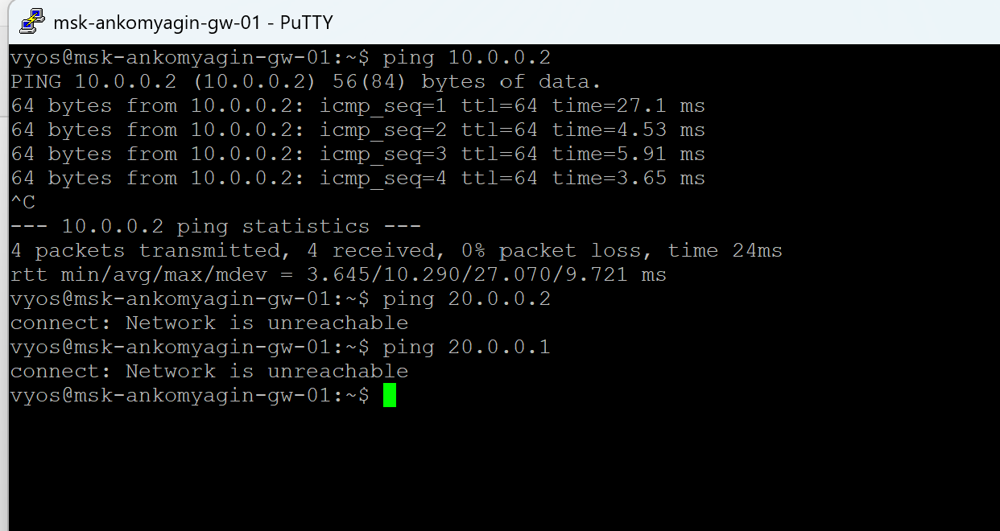 msk-ankomyagin-gw-01 - PuTTY
vyos@msk-ankomyagin-gw-01:~$ ping 10.0.0.2
PING 10.0.0.2 (10.0.0.2) 56(84) bytes of data.
64 bytes from 10.0.0.2: icmp_seq=1 ttl=64 time=27.1 ms
64 bytes from 10.0.0.2: icmp_seq=2 ttl=64 time=4.53 ms
64 bytes from 10.0.0.2: icmp_seq=3 ttl=64 time=5.91 ms
64 bytes from 10.0.0.2: icmp_seq=4 ttl=64 time=3.65 ms
^C
--- 10.0.0.2 ping statistics ---
4 packets transmitted, 4 received, 0% packet loss, time 24ms
rtt min/avg/max/mdev = 3.645/10.290/27.070/9.721 ms
vyos@msk-ankomyagin-gw-01:~$ ping 20.0.0.2
connect: Network is unreachable
vyos@msk-ankomyagin-gw-01:~$ ping 20.0.0.1
connect: Network is unreachable
vyos@msk-ankomyagin-gw-01:~$